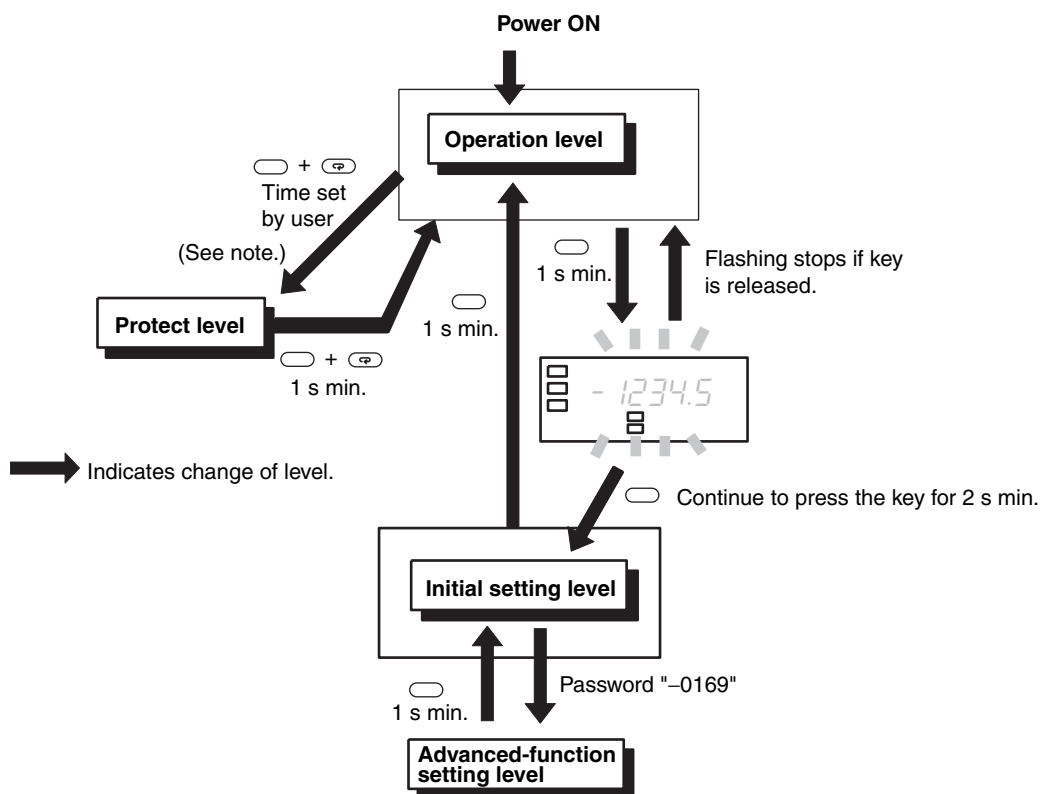 Power ON
Operation level
+
Time set
by user
(See note.)
1 s min.
Flashing stops if key
is released.
1 s min.
Protect level
+
1 s min.
- 1234.5
Indicates change of level.
Continue to press the key for 2 s min.
Initial setting level
Password "–0169"
1 s min.
Advanced-function
setting level